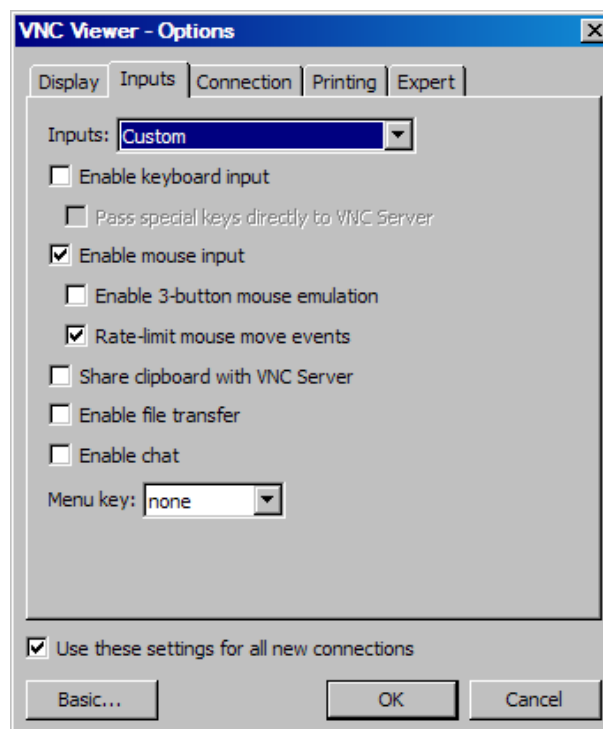 VNC Viewer - Options
Display Inputs Connection Printing Expert
Inputs: Custom
Enable keyboard input
Pass special keys directly to VNC Server
Enable mouse input
Enable 3-button mouse emulation
Rate-limit mouse move events
Share clipboard with VNC Server
Enable file transfer
Enable chat
Menu key: none
Use these settings for all new connections
Basic... OK Cancel